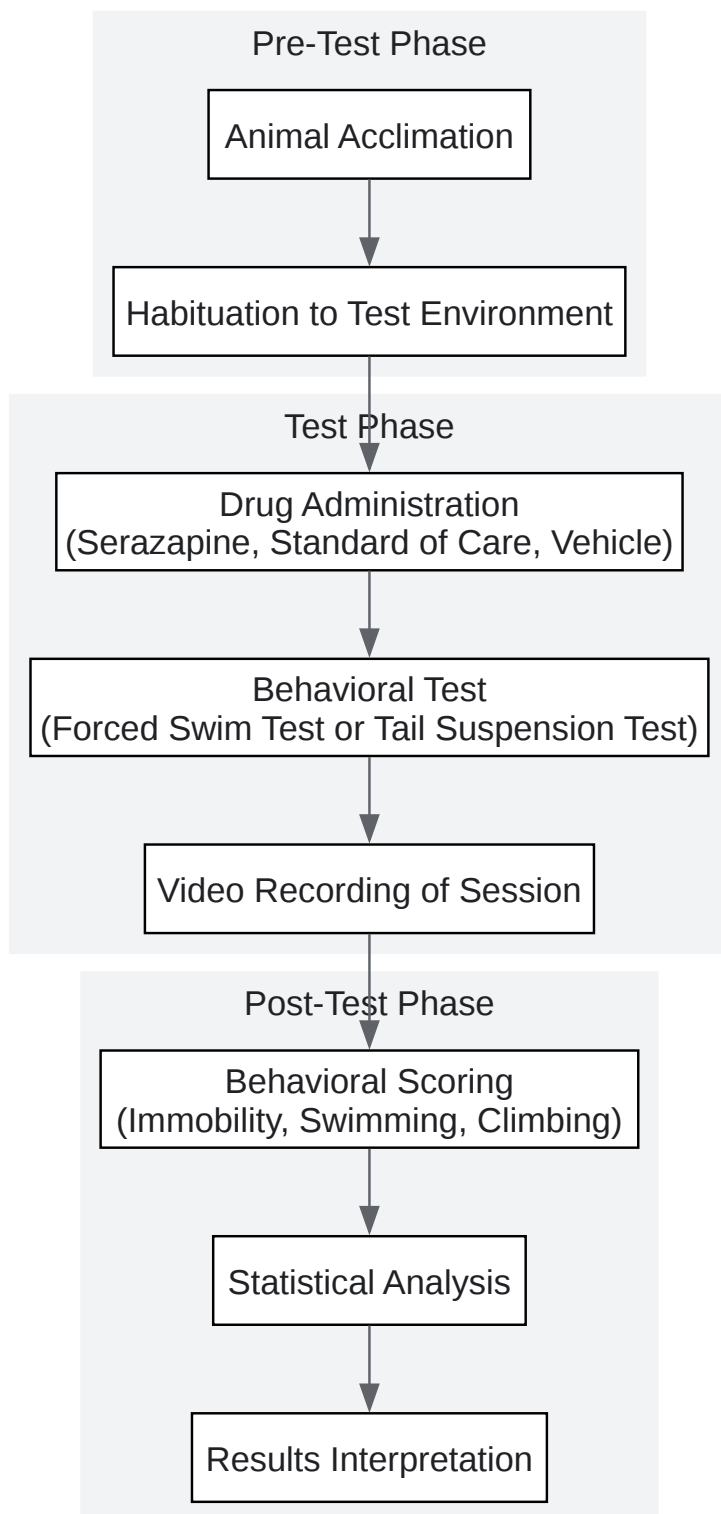 Pre-Test Phase
Animal Acclimation
Habituation to Test Environment
Test Phase
Drug Administration
(Serazapine, Standard of Care, Vehicle)
Behavioral Test
(Forced Swim Test or Tail Suspension Test)
Video Recording of Session
Post-Test Phase
Behavioral Scoring
(Immobility, Swimming, Climbing)
Statistical Analysis
Results Interpretation